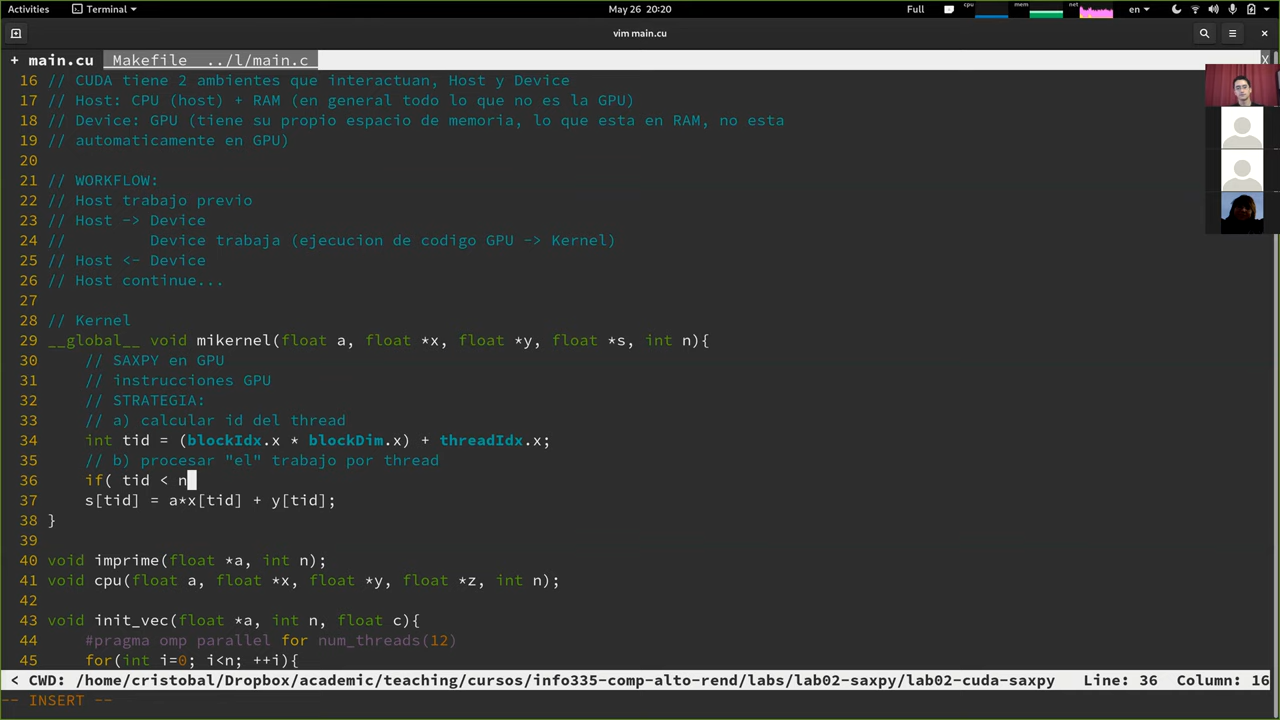 Activities Terminal May 26 20:20 Full cpu mem net en
vim main.cu
+ main.cu Makefile ../l/main.c X
16 // CUDA tiene 2 ambientes que interactuan, Host y Device
17 // Host: CPU (host) + RAM (en general todo lo que no es la GPU)
18 // Device: GPU (tiene su propio espacio de memoria, lo que esta en RAM, no esta
19 // automaticamente en GPU)
20
21 // WORKFLOW:
22 // Host trabajo previo
23 // Host -> Device
24 // Device trabaja (ejecucion de codigo GPU -> Kernel)
25 // Host <- Device
26 // Host continue...
27
28 // Kernel
29 __global__ void mikernel(float a, float *x, float *y, float *s, int n){
30 // SAXPY en GPU
31 // instrucciones GPU
32 // STRATEGIA:
33 // a) calcular id del thread
34 int tid = (blockIdx.x * blockDim.x) + threadIdx.x;
35 // b) procesar "el" trabajo por thread
36 if( tid < n
37 s[tid] = a*x[tid] + y[tid];
38 }
39
40 void imprime(float *a, int n);
41 void cpu(float a, float *x, float *y, float *z, int n);
42
43 void init_vec(float *a, int n, float c){
44 #pragma omp parallel for num_threads(12)
45 for(int i=0; i<n; ++i){
< CWD: /home/cristobal/Dropbox/academic/teaching/cursos/info335-comp-alto-rend/labs/lab02-saxpy/lab02-cuda-saxpy Line: 36 Column: 16
-- INSERT --